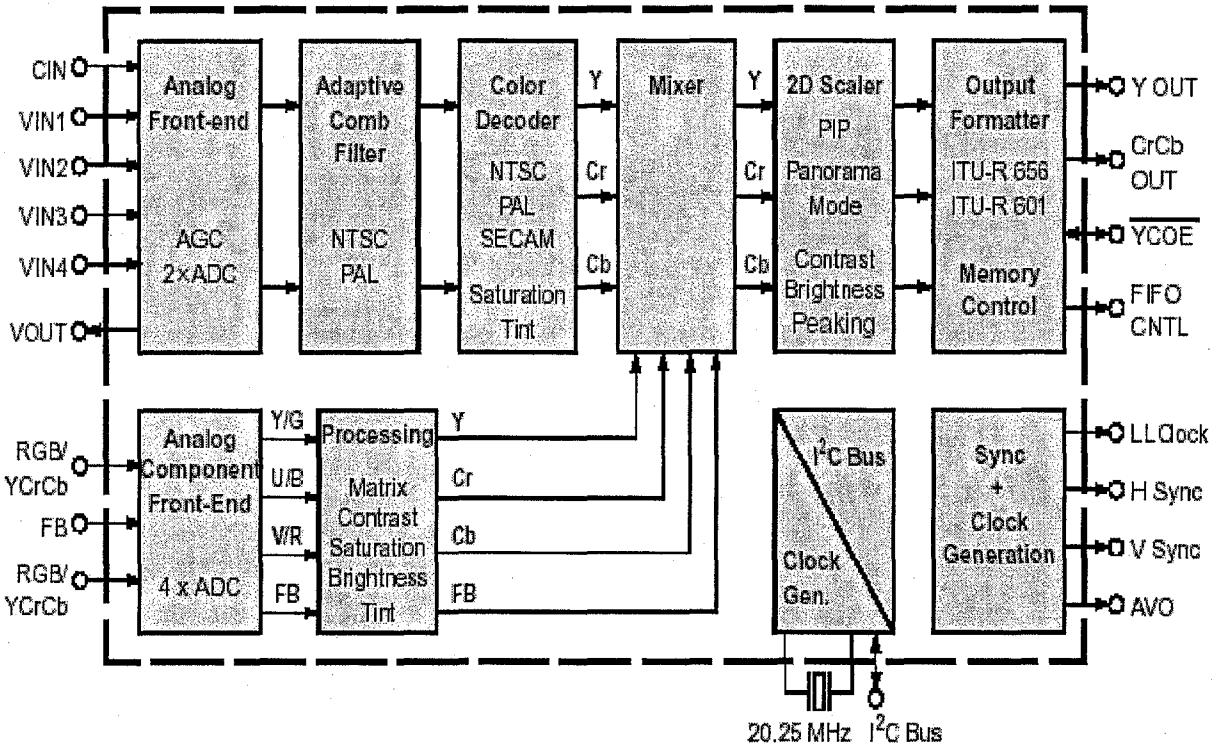 CIN
VIN1
VIN2
VIN3
VIN4
VOUT
Analog
Front-end
AGC
2×ADC
Adaptive
Comb
Filter
NTSC
PAL
Color
Decoder
NTSC
PAL
SECAM
Saturation
Tint
Y
Cr
Cb
Mixer
Y
Cr
Cb
2D Scaler
PIP
Panorama
Mode
Contrast
Brightness
Peaking
Output
Formatter
ITU-R 656
ITU-R 601
Memory
Control
Y OUT
CrCb
OUT
YCOE
FIFO
CNTL
RGB/
YCrCb
FB
RGB/
YCrCb
Analog
Component
Front-End
4 x ADC
Y/G
U/B
V/R
FB
Processing
Matrix
Contrast
Saturation
Brightness
Tint
Y
Cr
Cb
FB
I²C Bus
Clock
Gen.
Sync
+
Clock
Generation
LLClock
H Sync
V Sync
AVO
20.25 MHz
I²C Bus